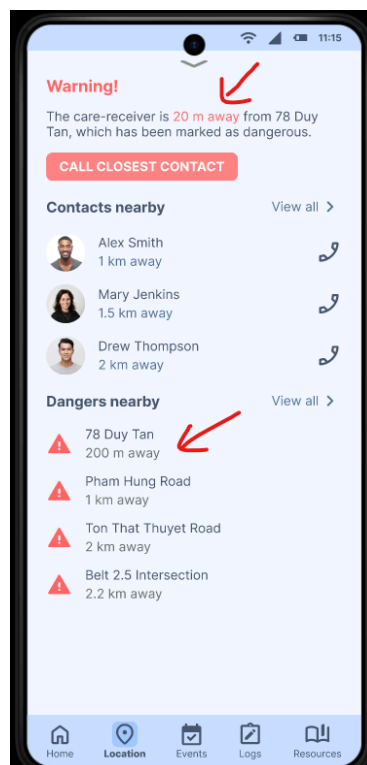 11:15
Warning!
The care-receiver is 20 m away from 78 Duy
Tan, which has been marked as dangerous.
CALL CLOSEST CONTACT
Contacts nearby
View all
Alex Smith
1 km away
Mary Jenkins
1.5 km away
Drew Thompson
2 km away
Dangers nearby
View all
78 Duy Tan
200 m away
Pham Hung Road
1 km away
Ton That Thuyet Road
2 km away
Belt 2.5 Intersection
2.2 km away
Home
Location
Events
Logs
Resources